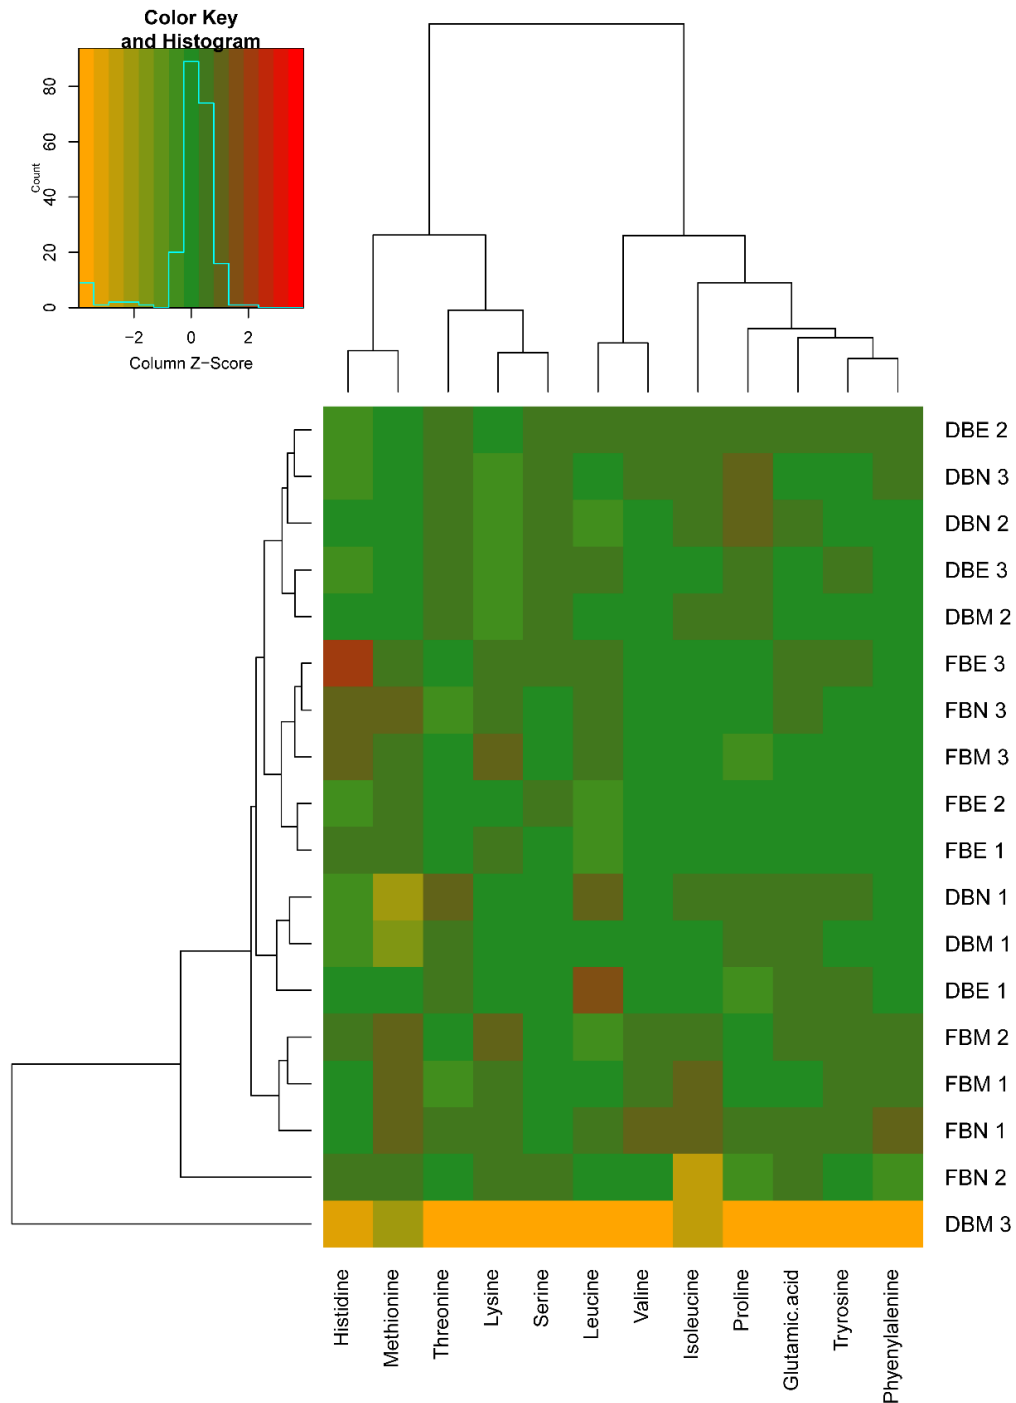 Color Key
and Histogram
Count
0
20
40
60
80
−2
0
2
Column Z−Score
DBE 2
DBN 3
DBN 2
DBE 3
DBM 2
FBE 3
FBN 3
FBM 3
FBE 2
FBE 1
DBN 1
DBM 1
DBE 1
FBM 2
FBM 1
FBN 1
FBN 2
DBM 3
Histidine
Methionine
Threonine
Lysine
Serine
Leucine
Valine
Isoleucine
Proline
Glutamic.acid
Tryrosine
Phyenylalenine